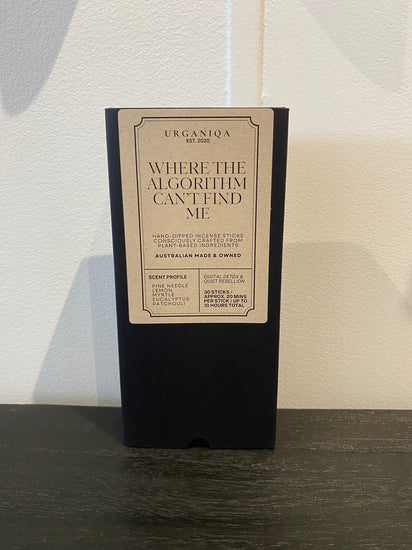 URGANIQA
EST. 2020
WHERE THE
ALGORITHM
CAN'T FIND
ME
HAND-DIPPED INCENSE STICKS
CONSCIOUSLY CRAFTED FROM
PLANT-BASED INGREDIENTS.
AUSTRALIAN MADE & OWNED
SCENT PROFILE
PINE NEEDLE
LEMON
MYRTLE
EUCALYPTUS
PATCHOULI
DIGITAL DETOX &
QUIET REBELLION
30 STICKS /
APPROX. 20 MINS
PER STICK / UP TO
10 HOURS TOTAL